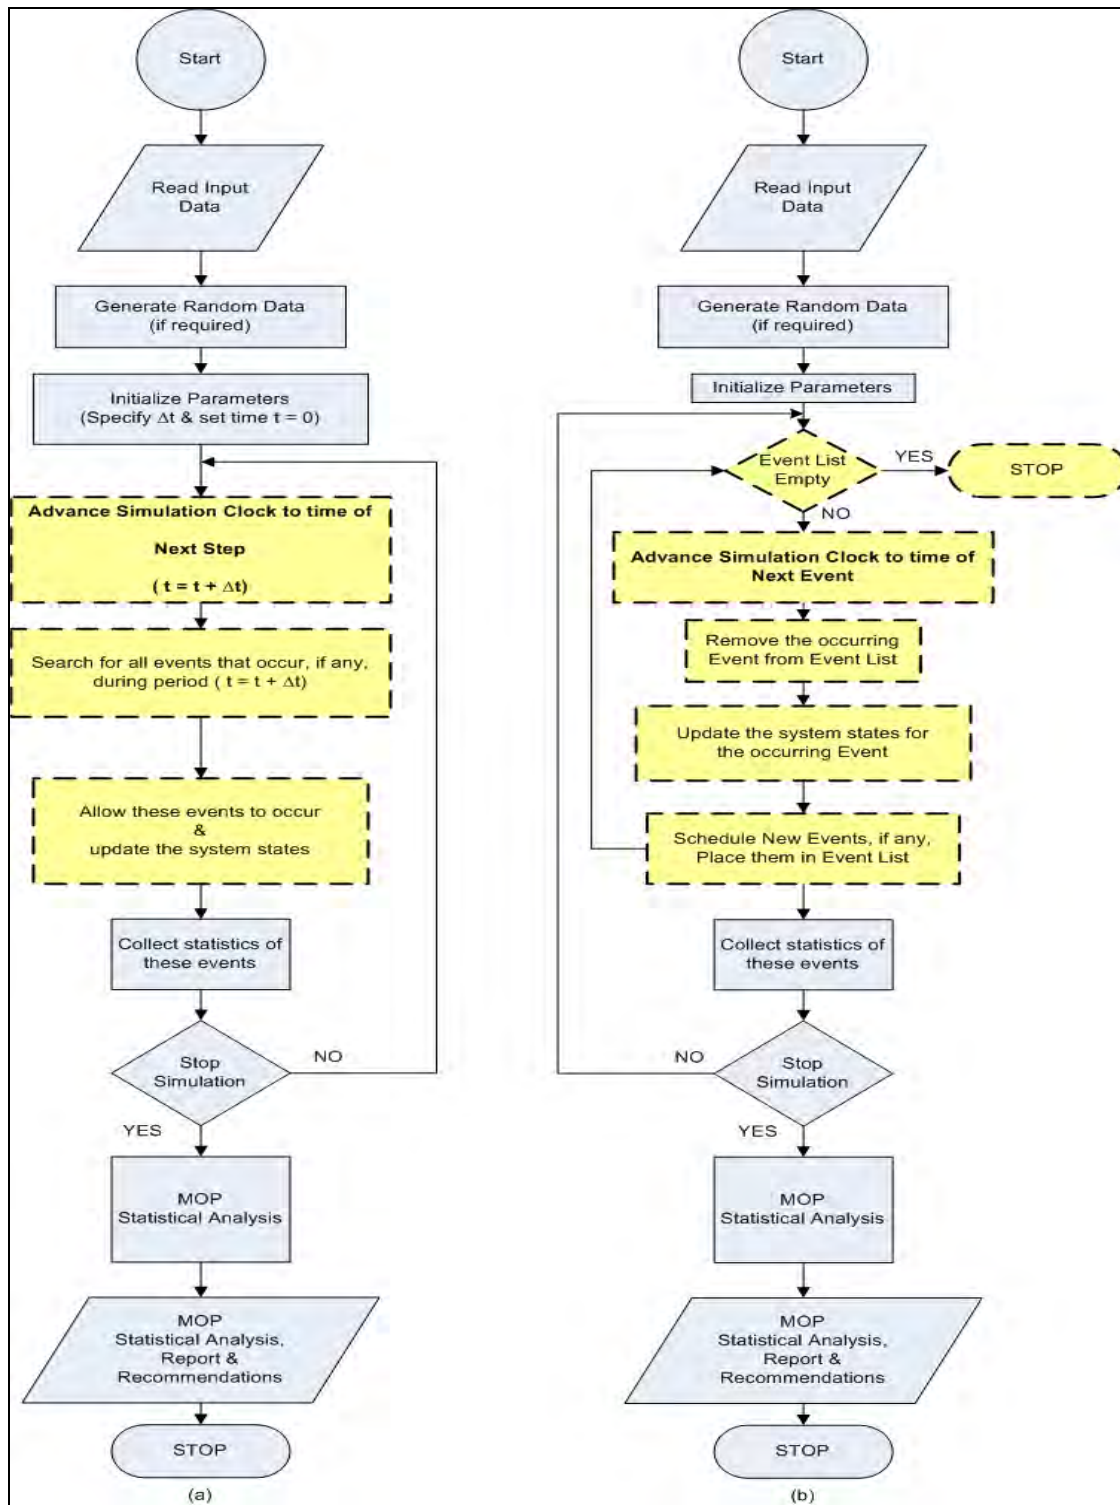 Start
Read Input
Data
Generate Random Data
(if required)
Initialize Parameters
(Specify Δt & set time t = 0)
Advance Simulation Clock to time of
Next Step
( t = t + Δt)
Search for all events that occur, if any,
during period ( t = t + Δt)
Allow these events to occur
&
update the system states
Collect statistics of
these events
Stop
Simulation
NO
YES
MOP
Statistical Analysis
MOP
Statistical Analysis,
Report &
Recommendations
STOP
(a)
Start
Read Input
Data
Generate Random Data
(if required)
Initialize Parameters
Event List
Empty
YES
STOP
NO
Advance Simulation Clock to time of
Next Event
Remove the occurring
Event from Event List
Update the system states for
the occurring Event
Schedule New Events, if any,
Place them in Event List
Collect statistics of
these events
NO
Stop
Simulation
YES
MOP
Statistical Analysis
MOP
Statistical Analysis,
Report &
Recommendations
STOP
(b)